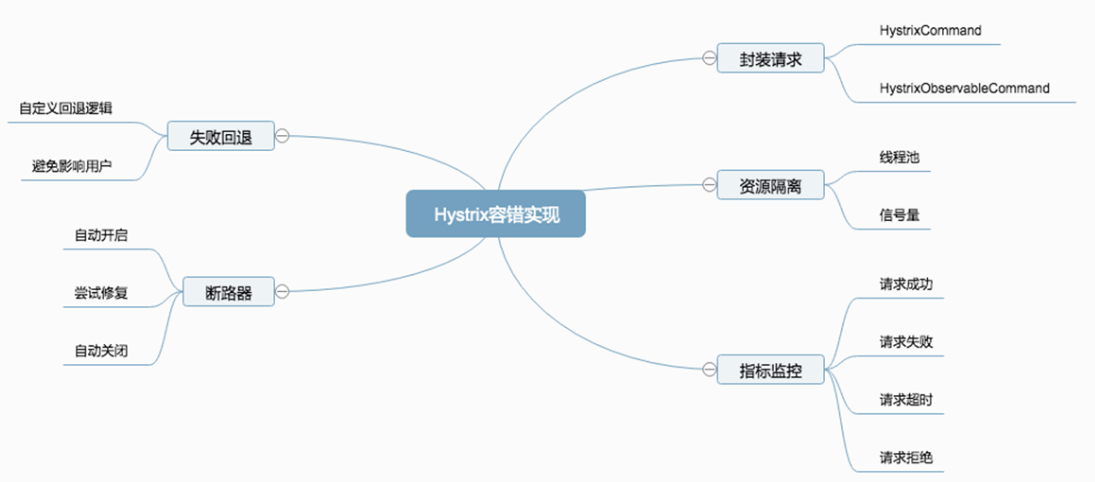 Hystrix容错实现
封装请求
HystrixCommand
HystrixObservableCommand
资源隔离
线程池
信号量
指标监控
请求成功
请求失败
请求超时
请求拒绝
失败回退
自定义回退逻辑
避免影响用户
断路器
自动开启
尝试修复
自动关闭